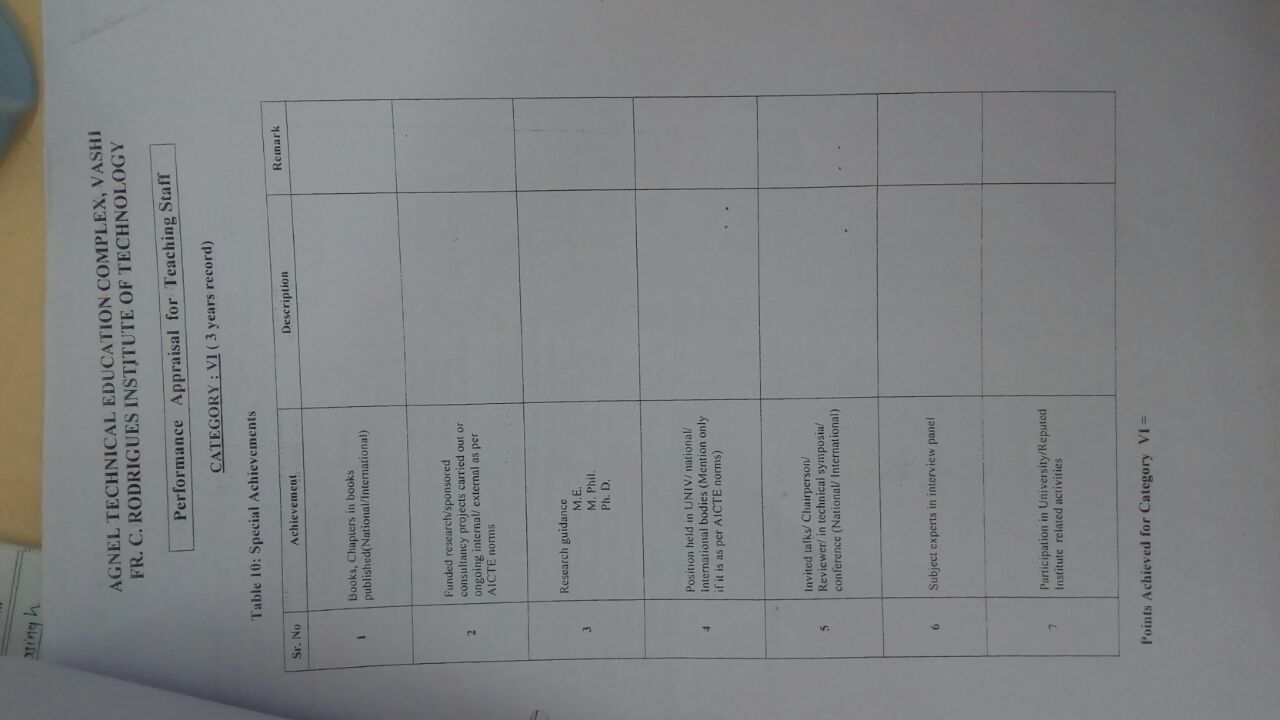 asingh
AGNEL TECHNICAL EDUCATION COMPLEX, VASHI
FR. C. RODRIGUES INSTITUTE OF TECHNOLOGY
Performance Appraisal for Teaching Staff
CATEGORY : VI ( 3 years record)
Table 10: Special Achievements
Sr. No Achievement Description Remark
1 Books, Chapters in books
published(National/International)
2 Funded research/sponsored
consultancy projects carried out or
ongoing internal/ external as per
AICTE norms
3 Research guidance
M.E.
M. Phil.
Ph. D.
4 Position held in UNIV/ national/
International bodies (Mention only
if it is as per AICTE norms)
5 Invited talks/ Chairperson/
Reviewer/ in technical symposia/
conference (National/ International)
6 Subject experts in interview panel
7 Participation in University/Reputed
Institute related activities
Points Achieved for Category VI =